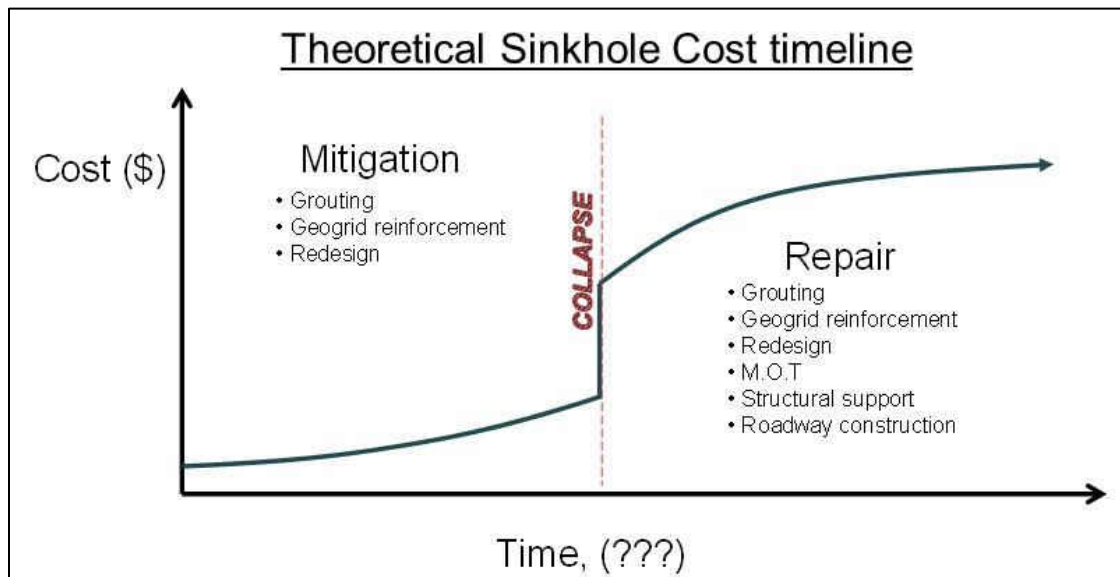 Theoretical Sinkhole Cost timeline
Cost ($)
Mitigation
• Grouting
• Geogrid reinforcement
• Redesign
COLLAPSE
Repair
• Grouting
• Geogrid reinforcement
• Redesign
• M.O.T
• Structural support
• Roadway construction
Time, (???)